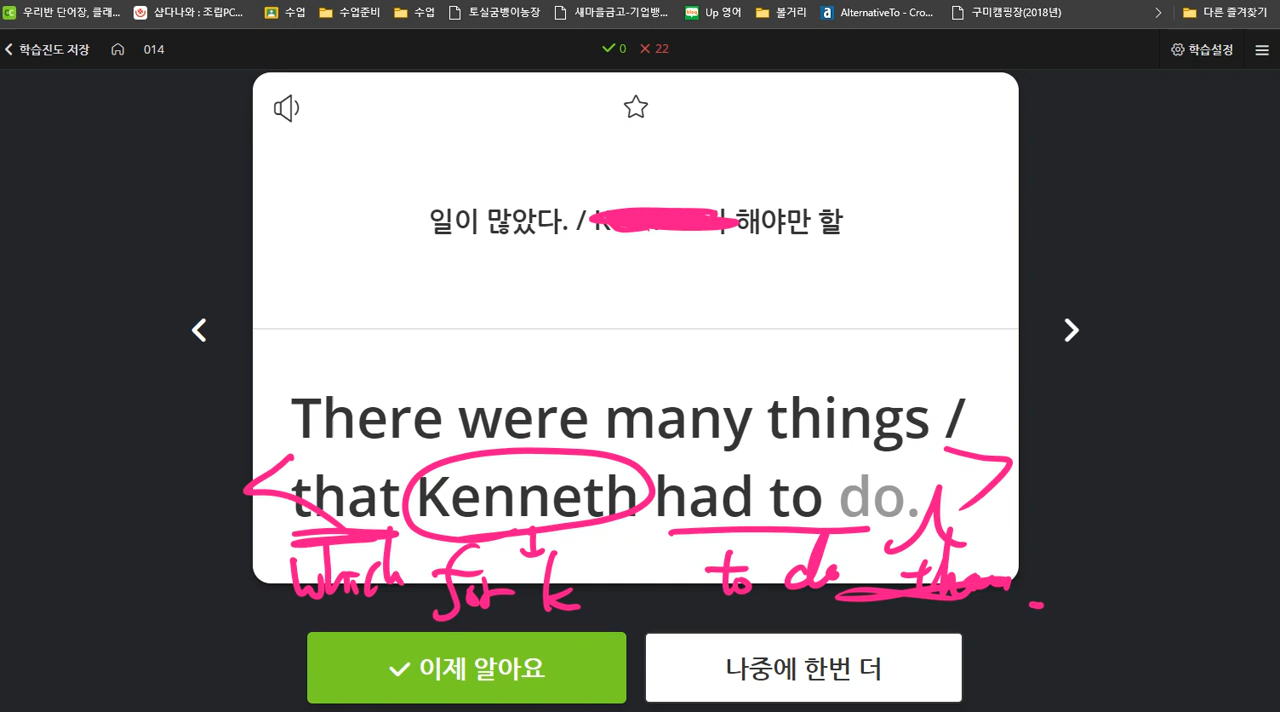 우리반 단어장, 클래... 샵다나와 : 조립PC... 수업 수업준비 수업 토실굼벵이농장 새마을금고-기업뱅... Up 영어 볼거리 AlternativeTo - Cro... 구미캠핑장(2018년) 다른 즐겨찾기
학습진도 저장 014 0 22 학습설정
일이 많았다. / 해야만 할
There were many things /
that Kenneth had to do.
which for k to do them.
이제 알아요 나중에 한번 더